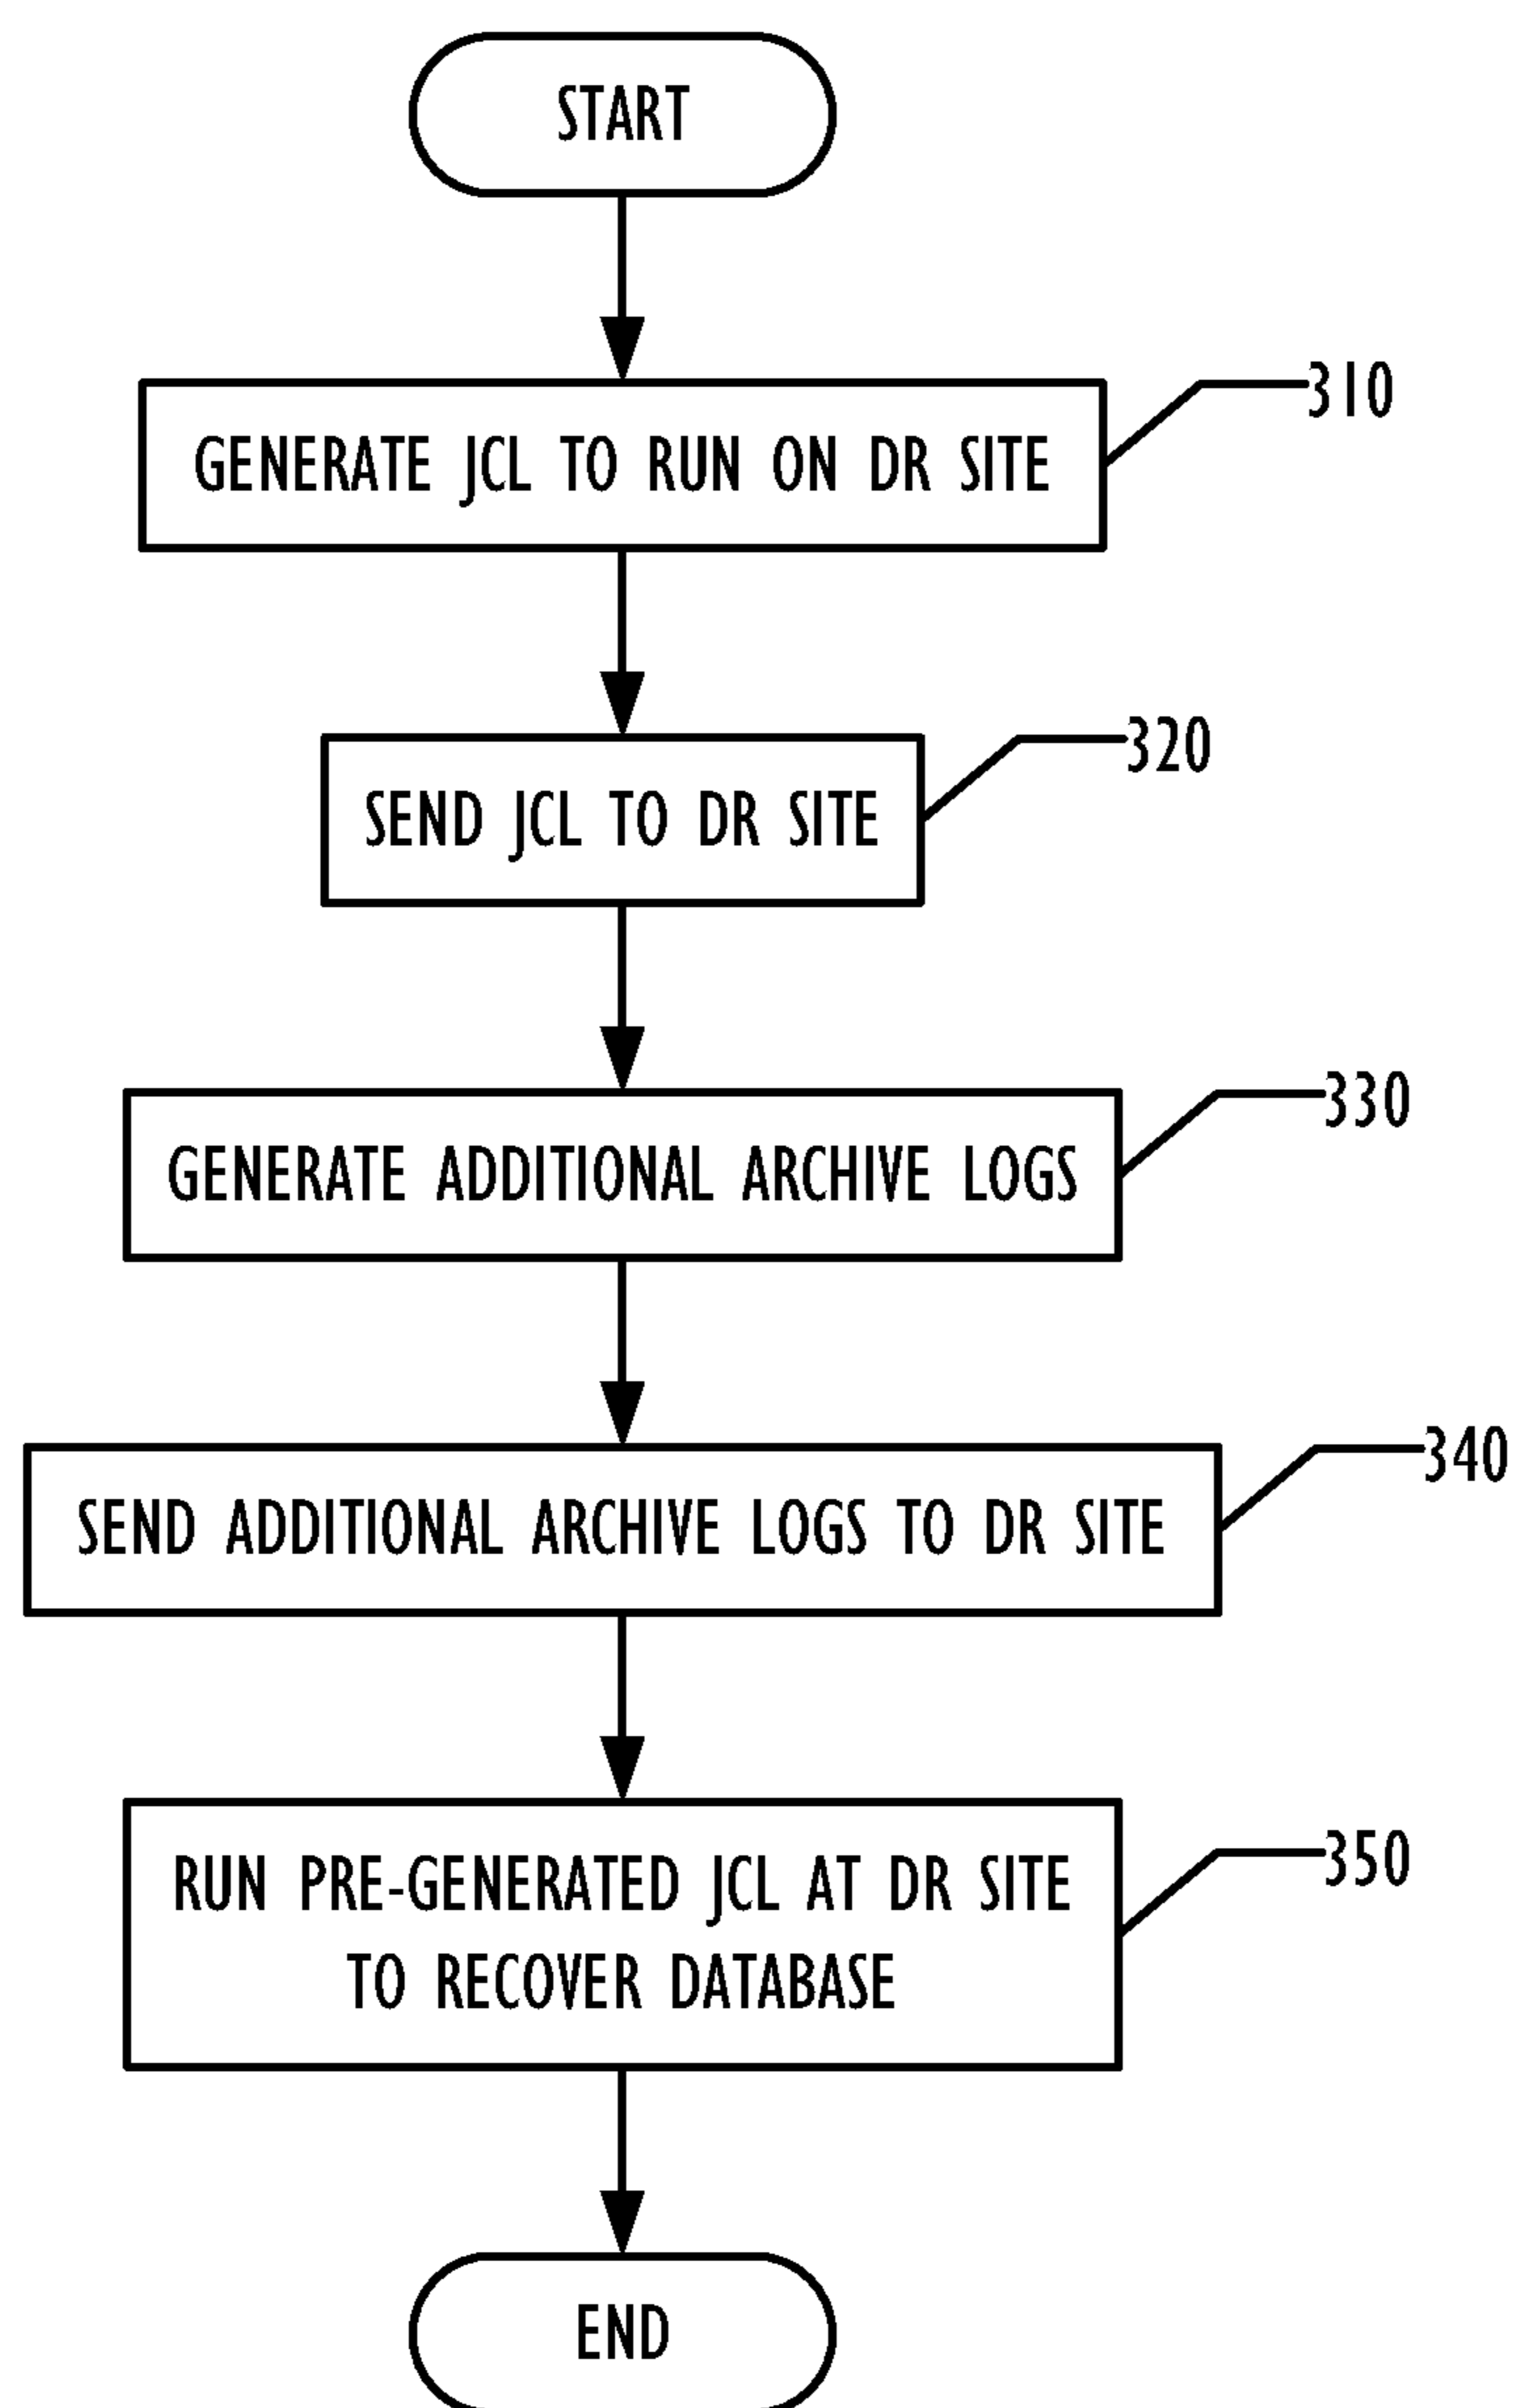 START
310
GENERATE JCL TO RUN ON DR SITE
320
SEND JCL TO DR SITE
330
GENERATE ADDITIONAL ARCHIVE LOGS
340
SEND ADDITIONAL ARCHIVE LOGS TO DR SITE
350
RUN PRE-GENERATED JCL AT DR SITE
TO RECOVER DATABASE
END